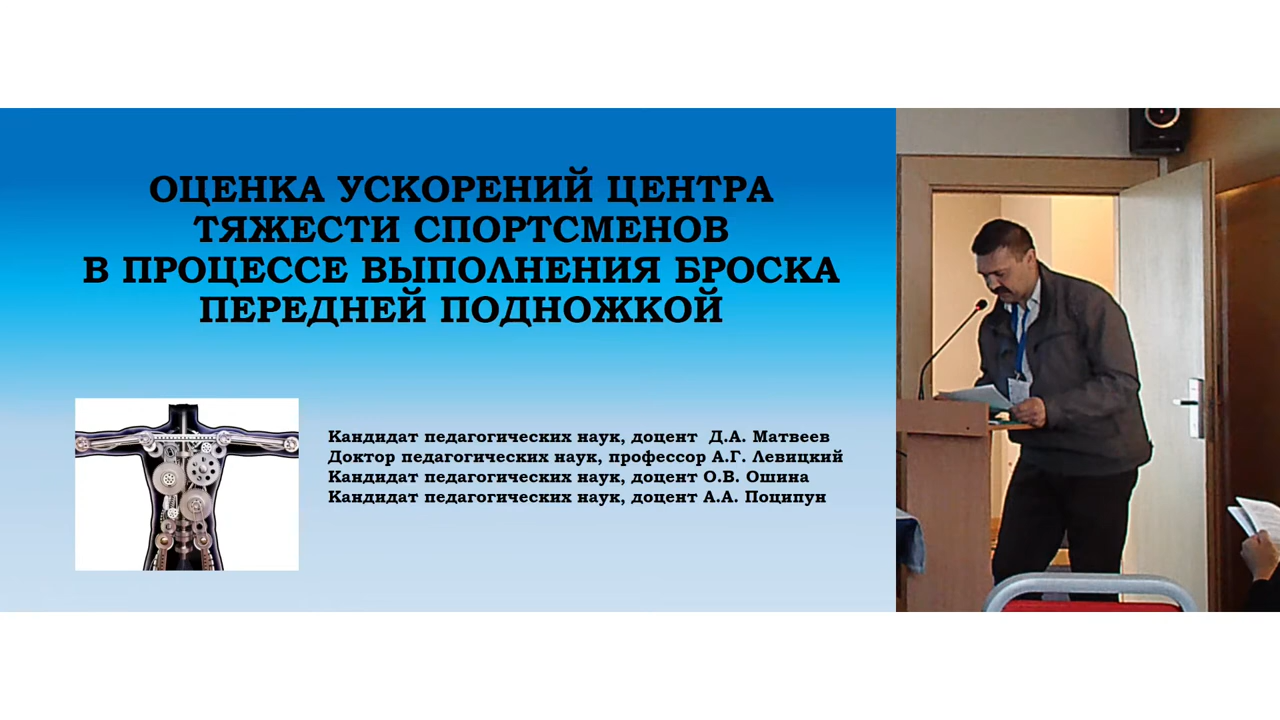 ОЦЕНКА УСКОРЕНИЙ ЦЕНТРА
ТЯЖЕСТИ СПОРТСМЕНОВ
В ПРОЦЕССЕ ВЫПОЛНЕНИЯ БРОСКА
ПЕРЕДНЕЙ ПОДНОЖКОЙ
Кандидат педагогических наук, доцент Д.А. Матвеев
Доктор педагогических наук, профессор А.Г. Левицкий
Кандидат педагогических наук, доцент О.В. Ошина
Кандидат педагогических наук, доцент А.А. Поципун